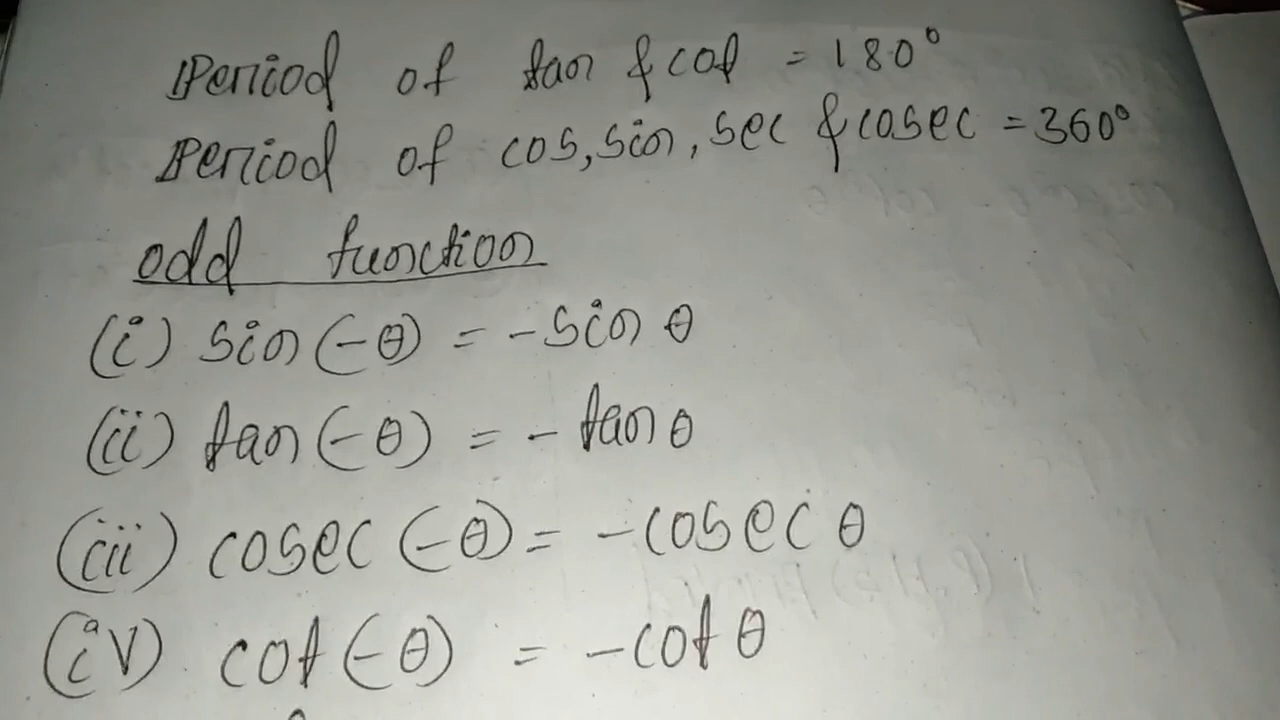 Period of tan & cot = 180°
Period of cos, sin, sec & cosec = 360°
odd function
(i) sin (-θ) = -sin θ
(ii) tan (-θ) = - tan θ
(iii) cosec (-θ) = -cosec θ
(iv) cot (-θ) = -cot θ